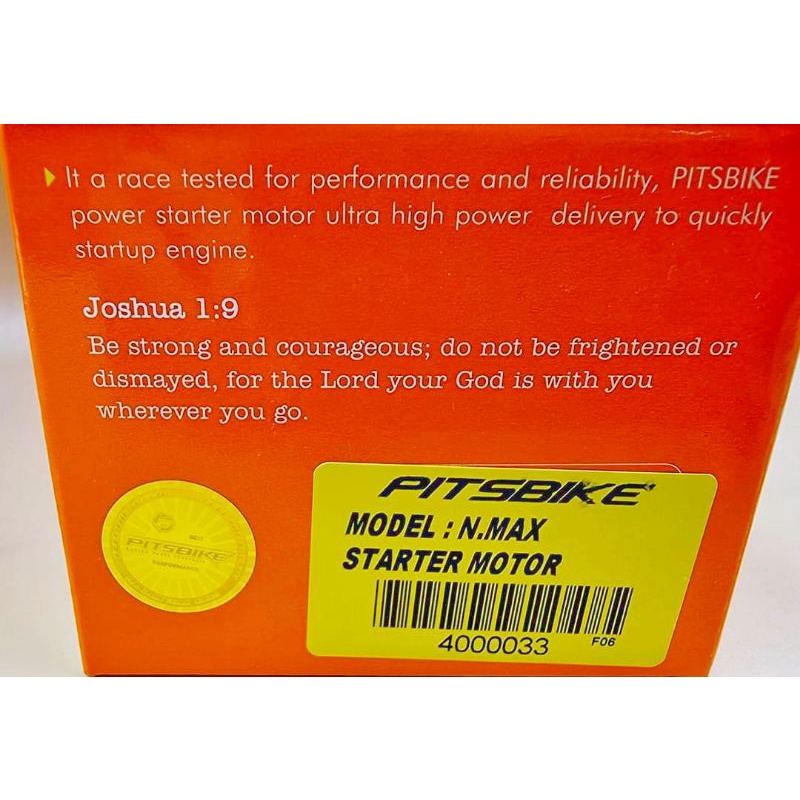 It a race tested for performance and reliability, PITSBIKE
power starter motor ultra high power delivery to quickly
startup engine.
Joshua 1:9
Be strong and courageous; do not be frightened or
dismayed, for the Lord your God is with you
wherever you go.
PITSBIKE
PERFORMANCE
PITSBIKE
MODEL : N.MAX
STARTER MOTOR
4000033
F06